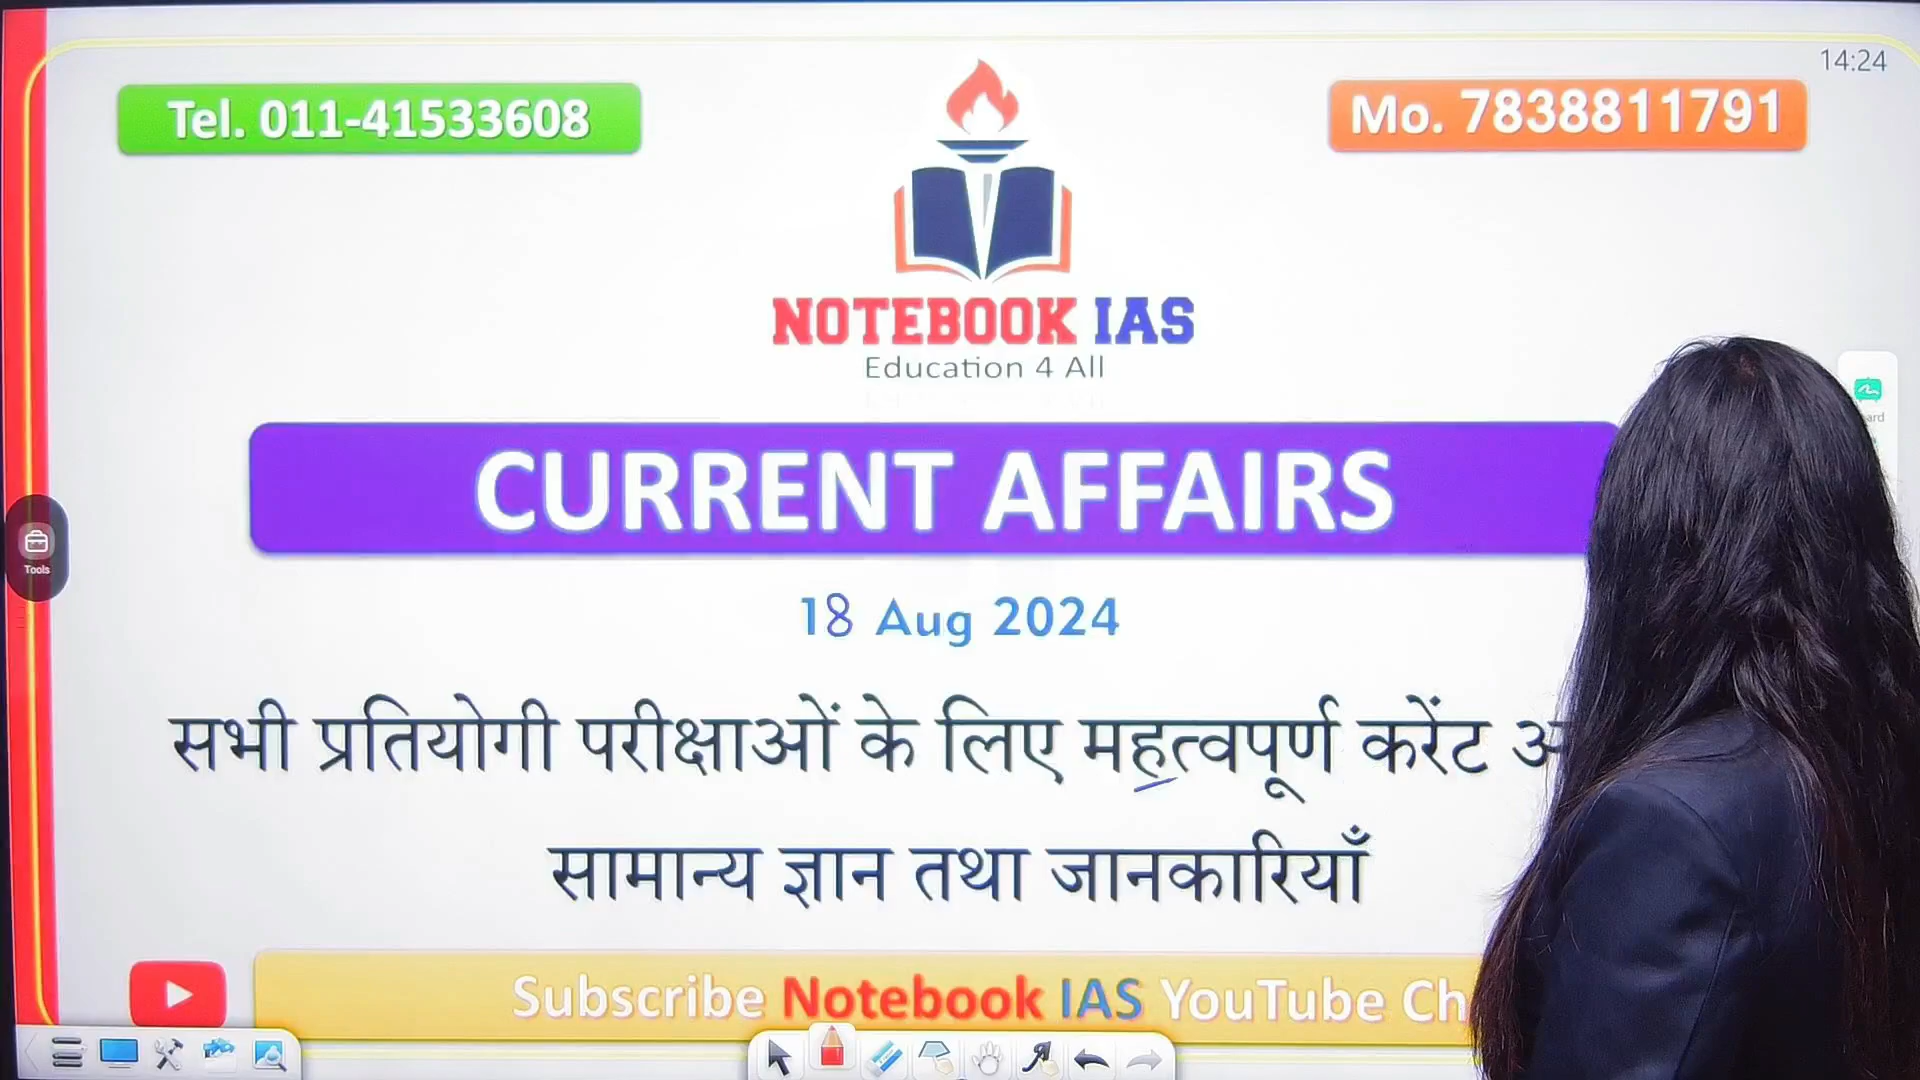 14:24
Tel. 011-41533608
Mo. 7838811791
NOTEBOOK IAS
Education 4 All
CURRENT AFFAIRS
18 Aug 2024
सभी प्रतियोगी परीक्षाओं के लिए महत्वपूर्ण करेंट
सामान्य ज्ञान तथा जानकारियाँ
Tools
Subscribe Notebook IAS YouTube